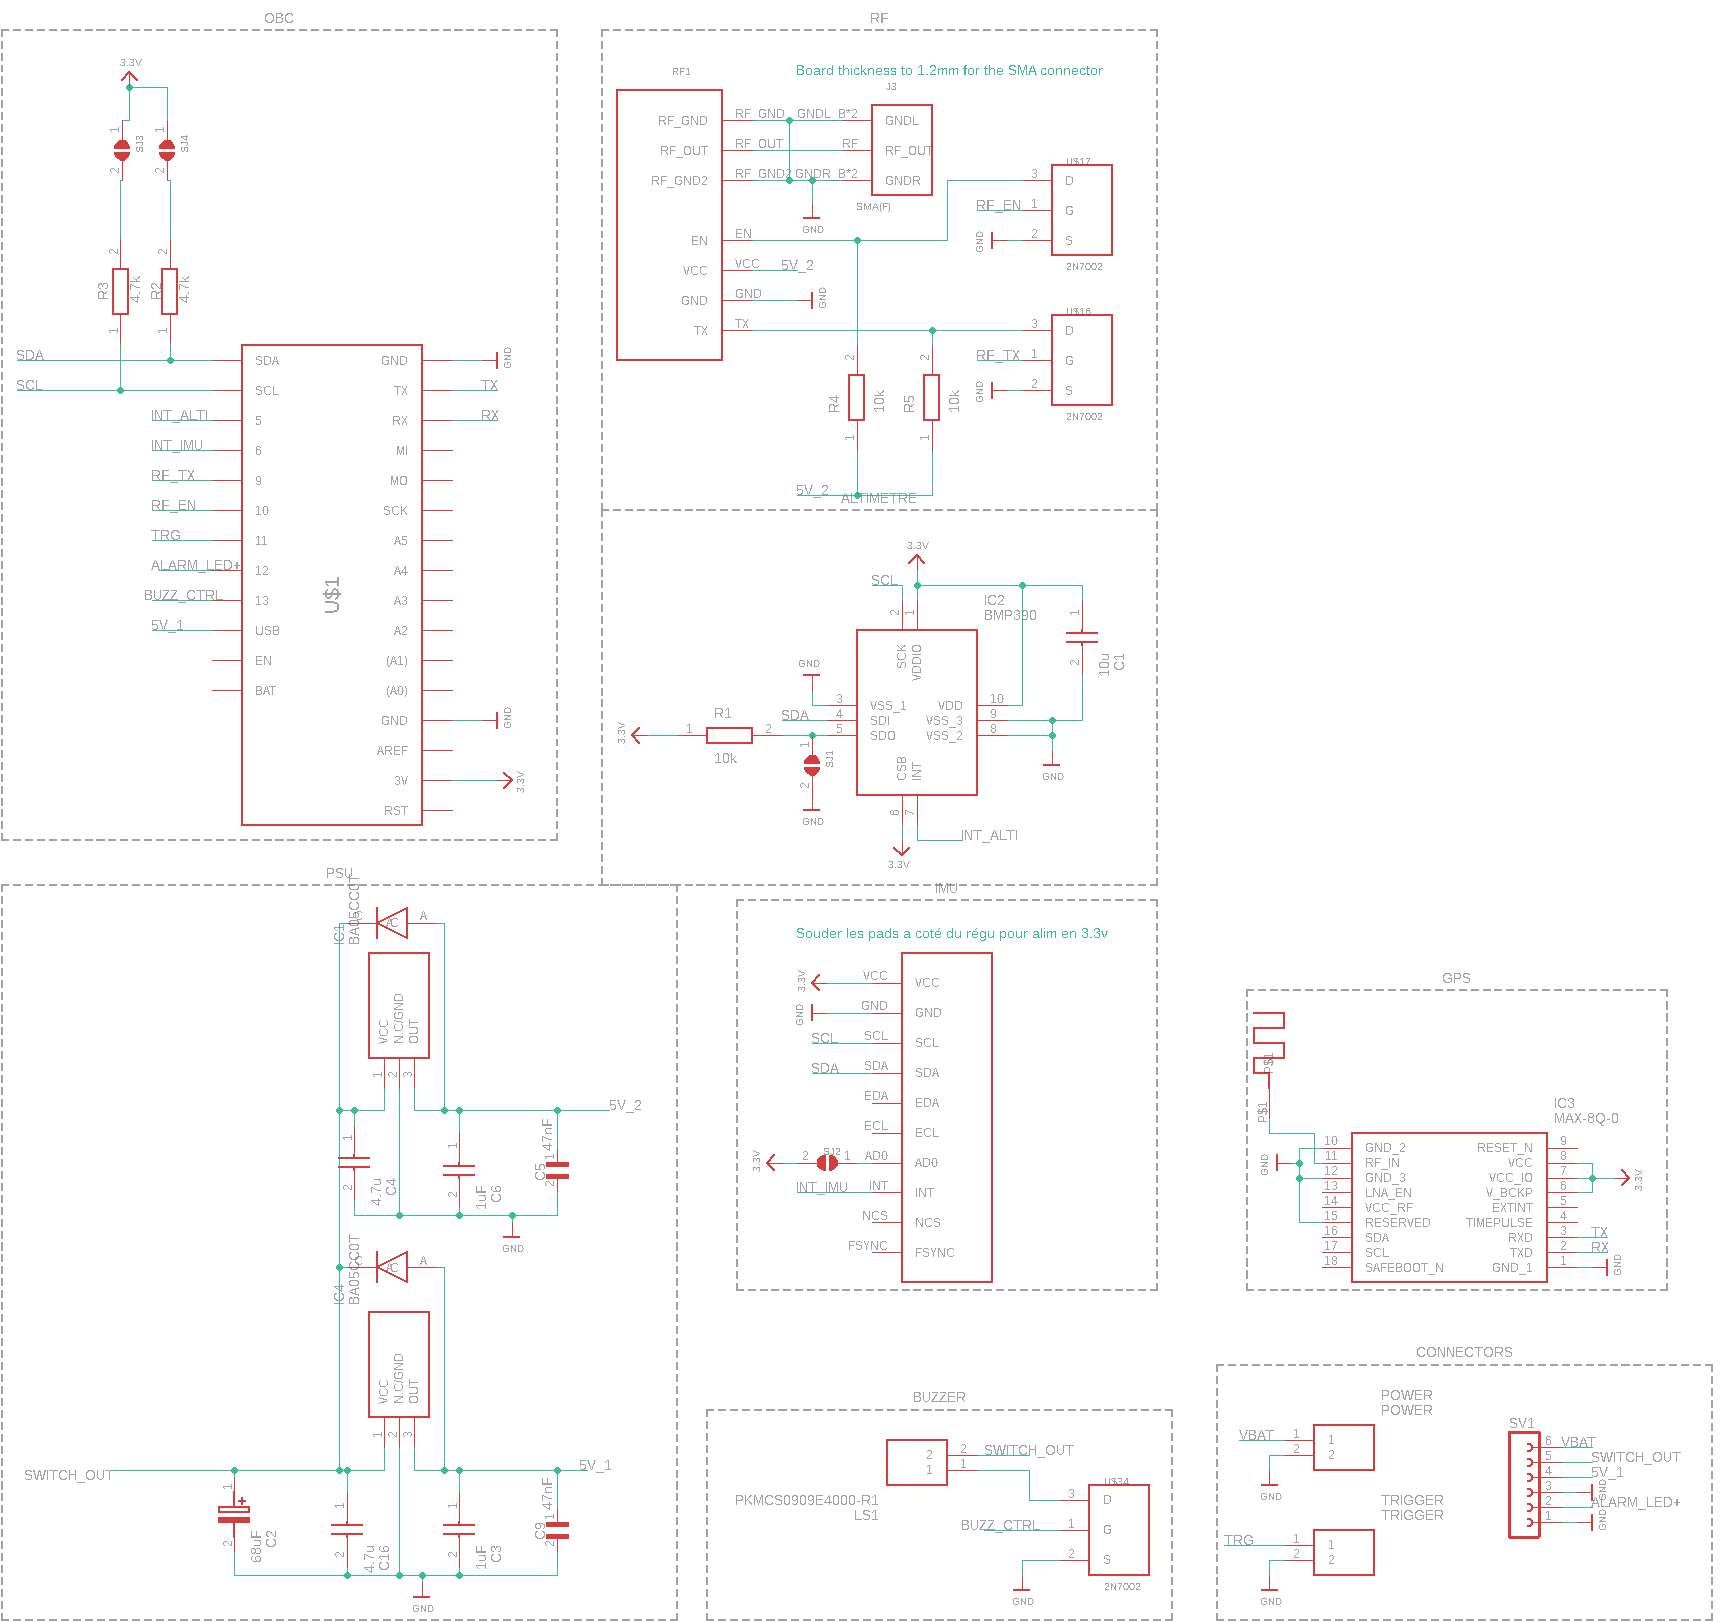 OBC
3.3V
1
1
SJ3
SJ4
2
2
2
2
R3
4.7k
R2
4.7k
1
1
SDA
SCL
INT_ALTI
INT_IMU
RF_TX
RF_EN
TRG
ALARM_LED+
BUZZ_CTRL
5V_1
SDA
SCL
5
6
9
10
11
12
13
USB
EN
BAT
U$1
GND
TX
RX
MI
MO
SCK
A5
A4
A3
A2
(A1)
(A0)
GND
AREF
3V
RST
GND
TX
RX
GND
3.3V
RF
Board thickness to 1.2mm for the SMA connector
RF1
J3
RF_GND
RF_OUT
RF_GND2
EN
VCC
GND
TX
RF_GND
GNDL
B*2
RF_OUT
RF
RF_GND2
GNDR
B*2
GNDL
RF_OUT
GNDR
SMA(F)
GND
EN
VCC
5V_2
GND
GND
TX
U$17
3
D
RF_EN
1
G
GND
2
S
2N7002
U$16
3
D
RF_TX
1
G
GND
2
S
2N7002
2
2
R4
10k
R5
10k
1
1
5V_2
ALTIMETRE
3.3V
SCL
2
1
IC2
BMP390
SCK
VDDIO
1
2
10u
C1
GND
3
VSS_1
SDA
4
SDI
5
SDO
VDD
10
VSS_3
9
VSS_2
8
3.3V
1
R1
2
10k
1
SJ1
2
GND
CSB
INT
6
7
3.3V
INT_ALTI
GND
PSU
IC1
BA05CC0T
C
A
A
VCC
N.C/GND
OUT
1
2
3
5V_2
1
2
4.7u
C4
1
2
1uF
C6
1
47nF
C5
2
GND
IC4
BA05CC0T
C
A
A
VCC
N.C/GND
OUT
1
2
3
SWITCH_OUT
5V_1
1
2
68uF
C2
1
2
4.7u
C16
1
2
1uF
C3
1
47nF
C9
2
GND
IMU
Souder les pads a coté du régu pour alim en 3.3v
3.3V
VCC
VCC
GND
GND
GND
SCL
SCL
SCL
SDA
SDA
SDA
EDA
EDA
ECL
ECL
3.3V
2
SJ2
1
AD0
AD0
INT_IMU
INT
INT
NCS
NCS
FSYNC
FSYNC
GPS
P$1
P$1
IC3
MAX-8Q-0
GND
10
GND_2
11
RF_IN
12
GND_3
13
LNA_EN
14
VCC_RF
15
RESERVED
16
SDA
17
SCL
18
SAFEBOOT_N
RESET_N
9
VCC
8
VCC_IO
7
V_BCKP
6
EXTINT
5
TIMEPULSE
4
RXD
3
TX
TXD
2
RX
GND_1
1
GND
3.3V
BUZZER
2
2
SWITCH_OUT
1
1
PKMCS0909E4000-R1
LS1
U$34
3
D
BUZZ_CTRL
1
G
2
S
GND
2N7002
CONNECTORS
POWER
POWER
VBAT
1
1
2
2
GND
TRIGGER
TRIGGER
TRG
1
1
2
2
GND
SV1
6
VBAT
5
SWITCH_OUT
4
5V_1
3
GND
2
ALARM_LED+
1
GND